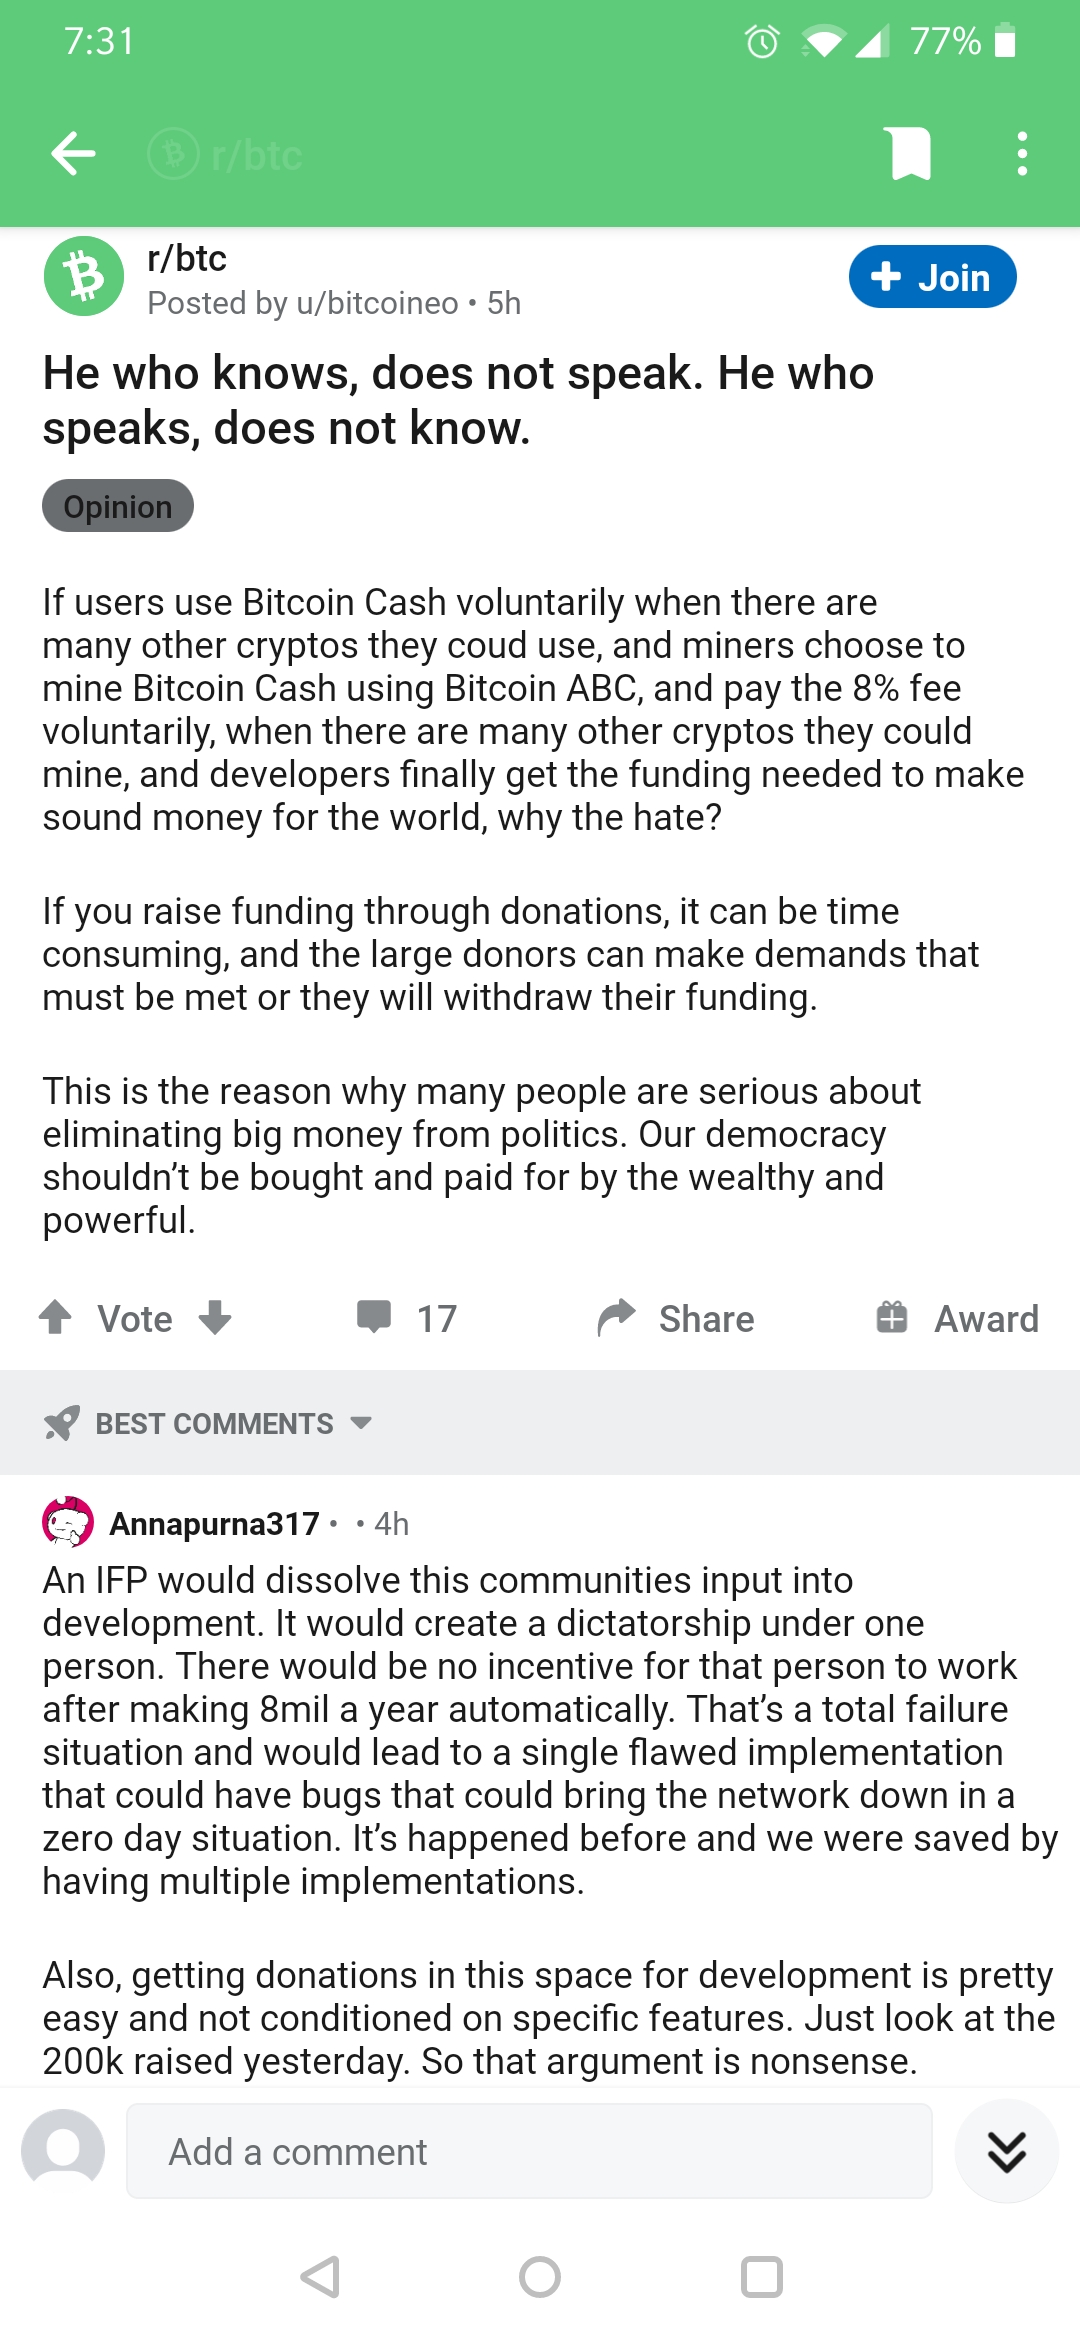 7:31
77%
r/btc
r/btc
Posted by u/bitcoineo • 5h
+ Join
He who knows, does not speak. He who
speaks, does not know.
Opinion
If users use Bitcoin Cash voluntarily when there are
many other cryptos they coud use, and miners choose to
mine Bitcoin Cash using Bitcoin ABC, and pay the 8% fee
voluntarily, when there are many other cryptos they could
mine, and developers finally get the funding needed to make
sound money for the world, why the hate?
If you raise funding through donations, it can be time
consuming, and the large donors can make demands that
must be met or they will withdraw their funding.
This is the reason why many people are serious about
eliminating big money from politics. Our democracy
shouldn’t be bought and paid for by the wealthy and
powerful.
Vote 17 Share Award
BEST COMMENTS
Annapurna317 • • 4h
An IFP would dissolve this communities input into
development. It would create a dictatorship under one
person. There would be no incentive for that person to work
after making 8mil a year automatically. That’s a total failure
situation and would lead to a single flawed implementation
that could have bugs that could bring the network down in a
zero day situation. It’s happened before and we were saved by
having multiple implementations.
Also, getting donations in this space for development is pretty
easy and not conditioned on specific features. Just look at the
200k raised yesterday. So that argument is nonsense.
Add a comment